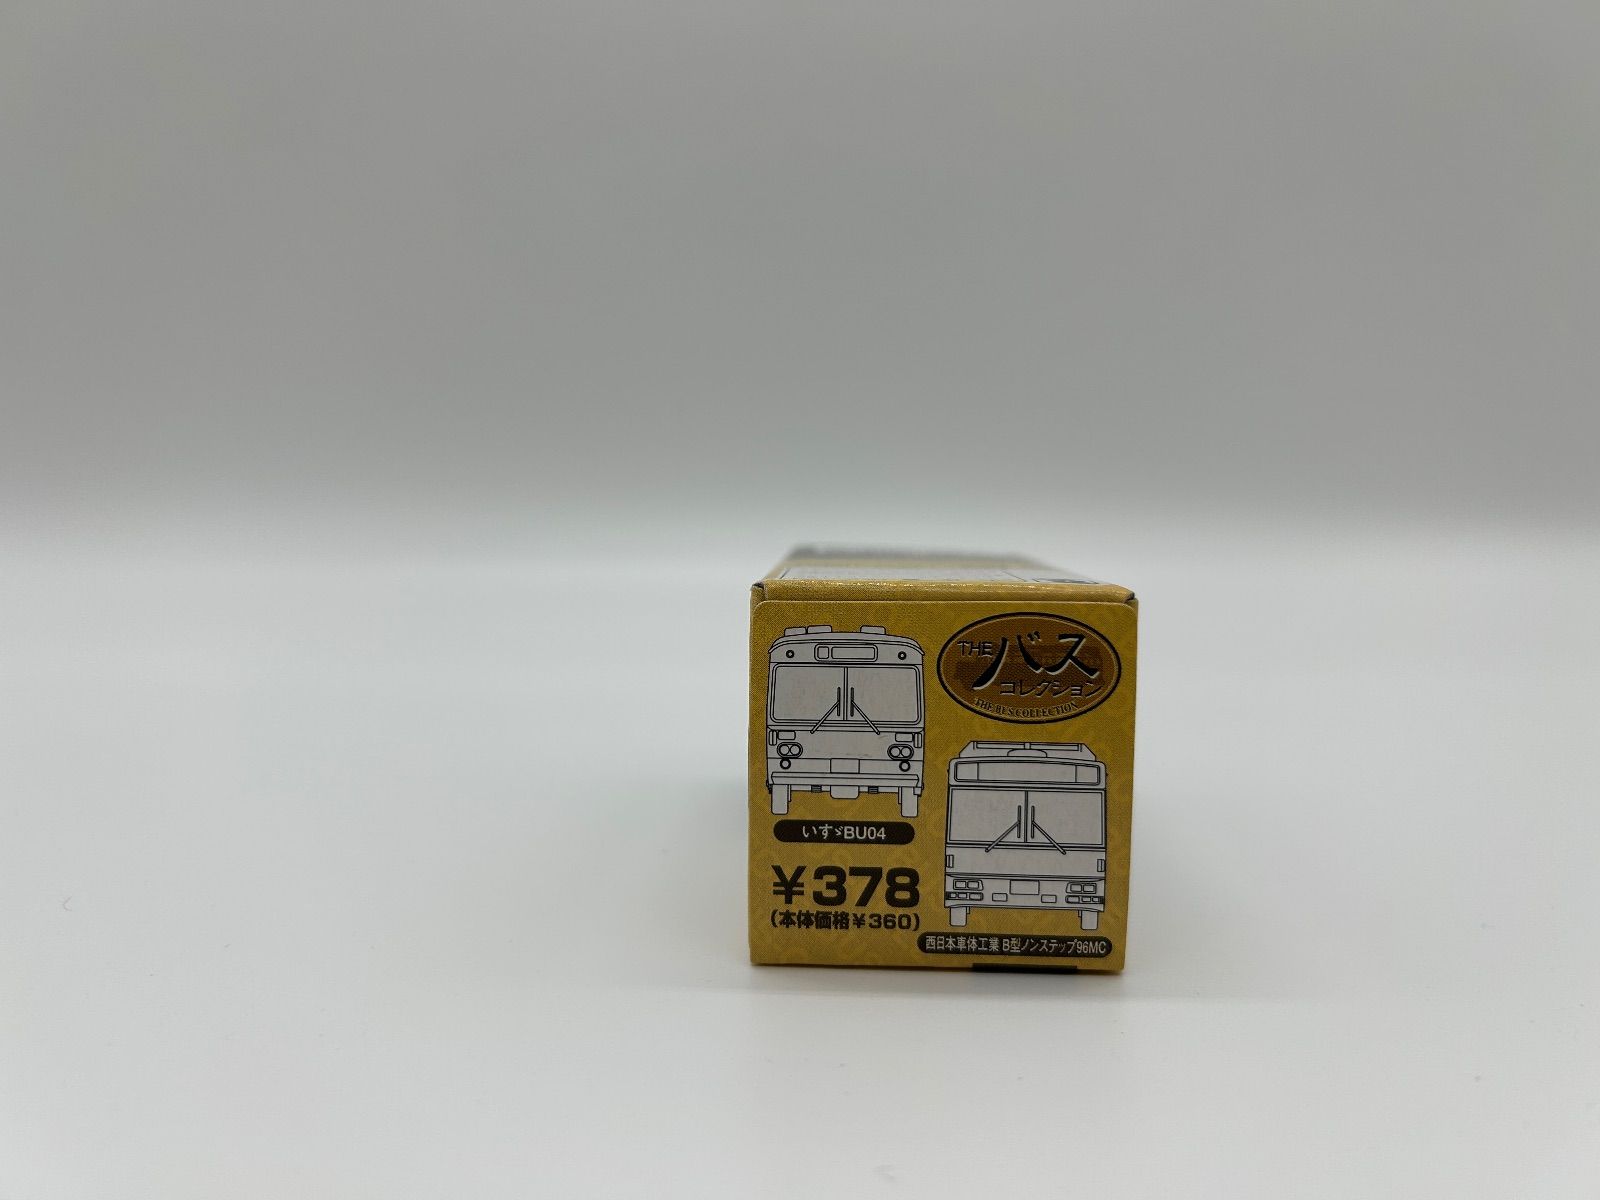 THE バス
コレクション
THE BUS COLLECTION
いすゞBU04
¥378
(本体価格¥360)
西日本車体工業 B型ノンステップ96MC